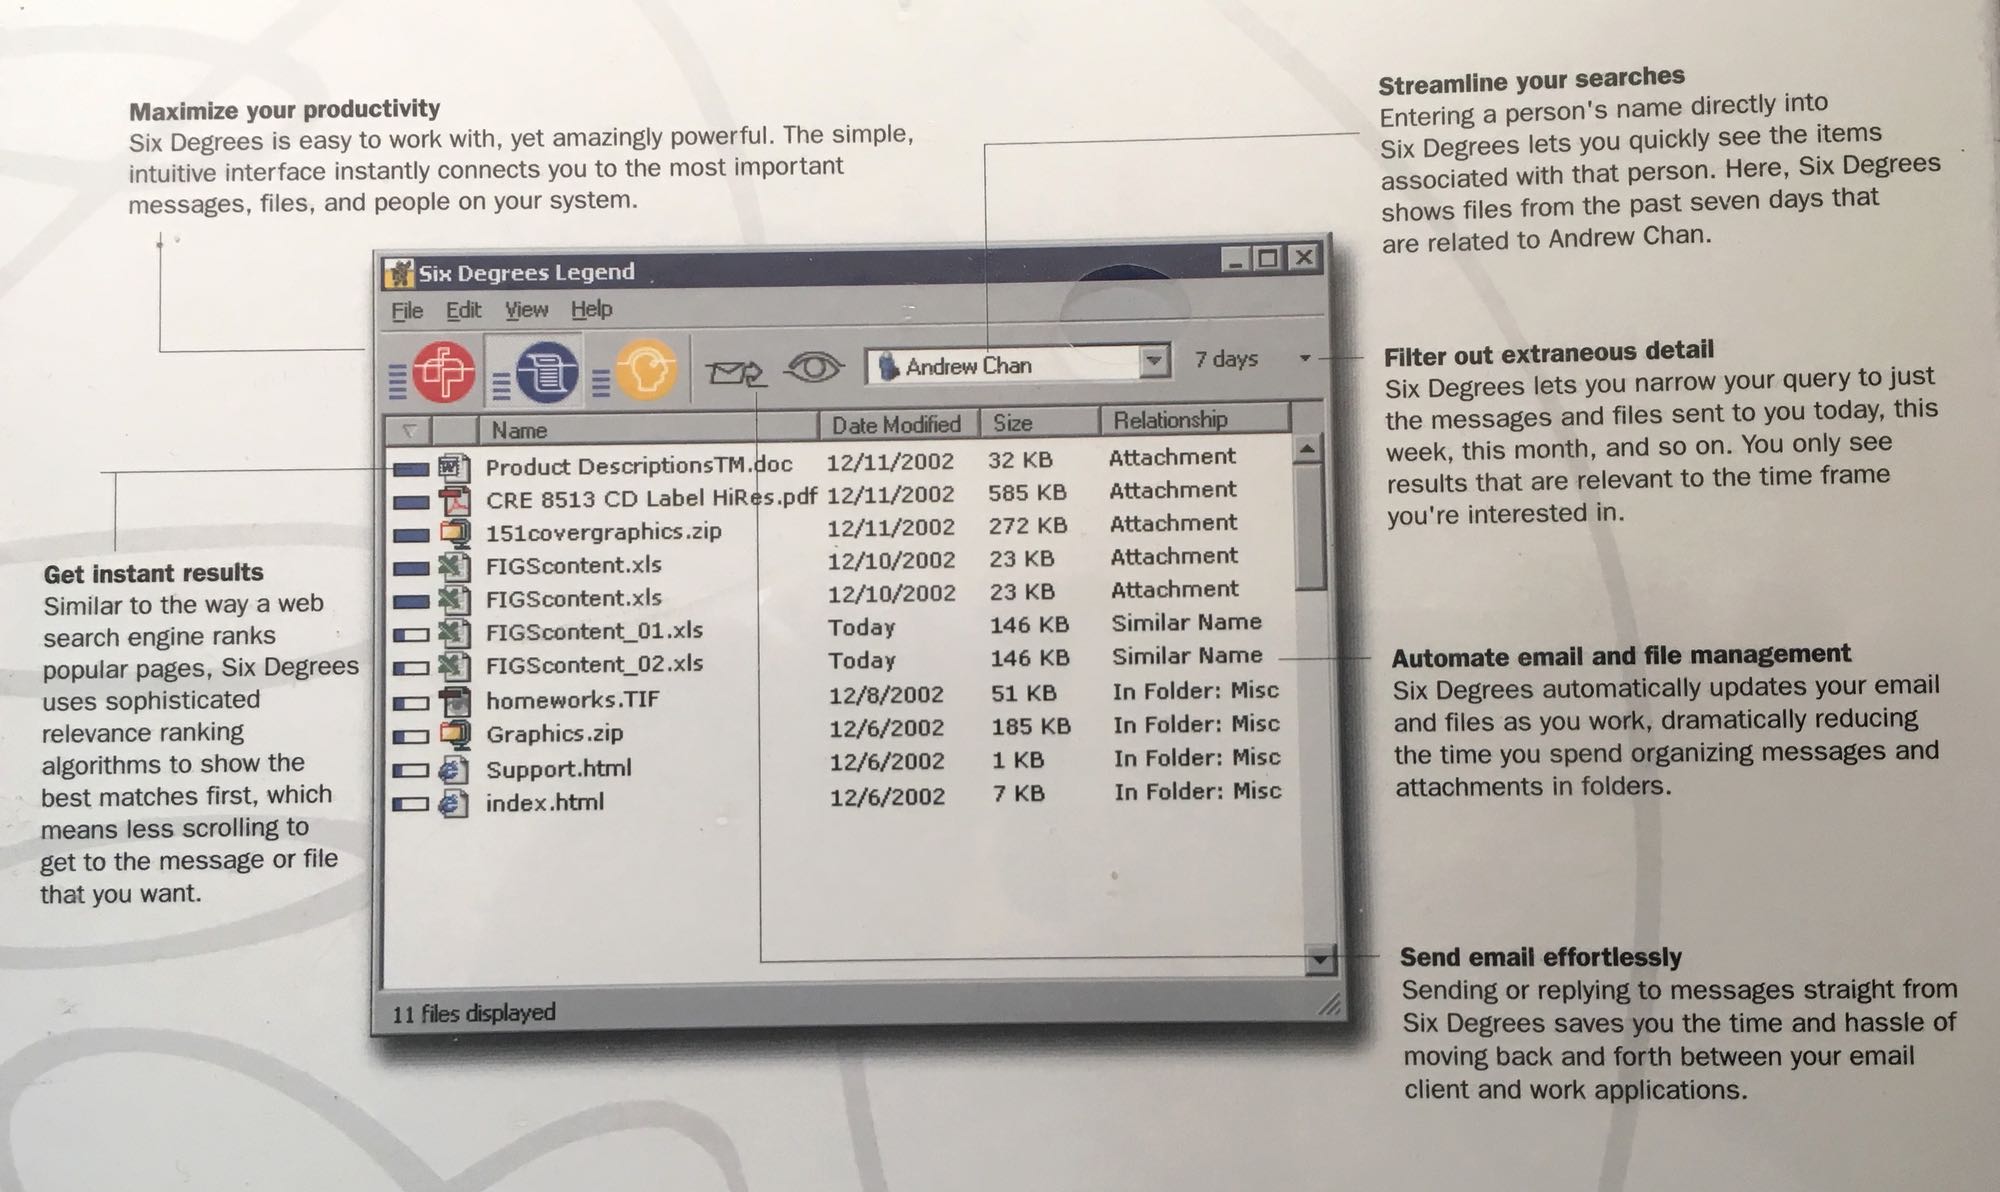 Maximize your productivity
Six Degrees is easy to work with, yet amazingly powerful. The simple,
intuitive interface instantly connects you to the most important
messages, files, and people on your system.
Streamline your searches
Entering a person's name directly into
Six Degrees lets you quickly see the items
associated with that person. Here, Six Degrees
shows files from the past seven days that
are related to Andrew Chan.
Six Degrees Legend
File Edit View Help
Andrew Chan 7 days
Name Date Modified Size Relationship
Product DescriptionsTM.doc 12/11/2002 32 KB Attachment
CRE 8513 CD Label HiRes.pdf 12/11/2002 585 KB Attachment
151covergraphics.zip 12/11/2002 272 KB Attachment
FIGScontent.xls 12/10/2002 23 KB Attachment
FIGScontent.xls 12/10/2002 23 KB Attachment
FIGScontent_01.xls Today 146 KB Similar Name
FIGScontent_02.xls Today 146 KB Similar Name
homeworks.TIF 12/8/2002 51 KB In Folder: Misc
Graphics.zip 12/6/2002 185 KB In Folder: Misc
Support.html 12/6/2002 1 KB In Folder: Misc
index.html 12/6/2002 7 KB In Folder: Misc
11 files displayed
Filter out extraneous detail
Six Degrees lets you narrow your query to just
the messages and files sent to you today, this
week, this month, and so on. You only see
results that are relevant to the time frame
you're interested in.
Get instant results
Similar to the way a web
search engine ranks
popular pages, Six Degrees
uses sophisticated
relevance ranking
algorithms to show the
best matches first, which
means less scrolling to
get to the message or file
that you want.
Automate email and file management
Six Degrees automatically updates your email
and files as you work, dramatically reducing
the time you spend organizing messages and
attachments in folders.
Send email effortlessly
Sending or replying to messages straight from
Six Degrees saves you the time and hassle of
moving back and forth between your email
client and work applications.